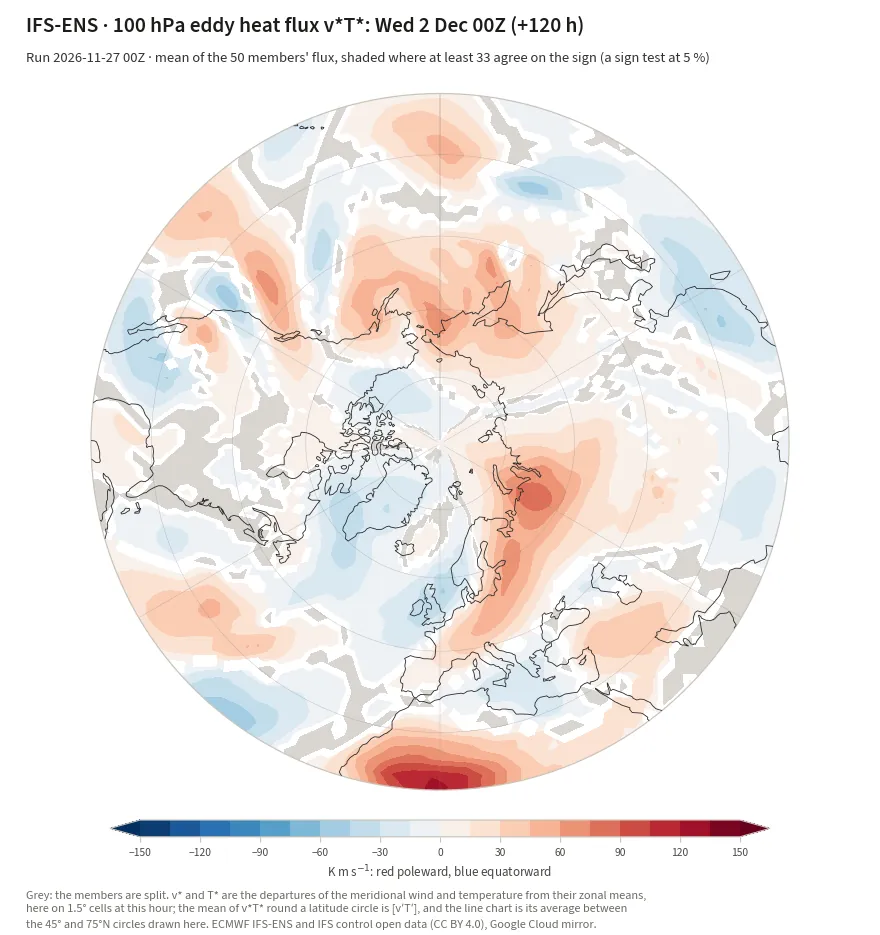 IFS-ENS · 100 hPa eddy heat flux v*T*: Wed 2 Dec 00Z (+120 h)
Run 2026-11-27 00Z · mean of the 50 members' flux, shaded where at least 33 agree on the sign (a sign test at 5 %)
−150 −120 −90 −60 −30 0 30 60 90 120 150
K m s⁻¹: red poleward, blue equatorward
Grey: the members are split. v* and T* are the departures of the meridional wind and temperature from their zonal means,
here on 1.5° cells at this hour; the mean of v*T* round a latitude circle is [v'T'], and the line chart is its average between
the 45° and 75°N circles drawn here. ECMWF IFS-ENS and IFS control open data (CC BY 4.0), Google Cloud mirror.